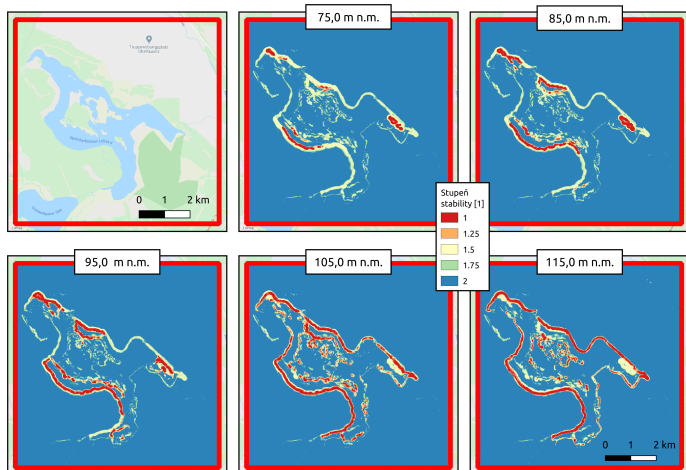 75,0 m n.m.
85,0 m n.m.
0 1 2 km
Stupeň
stability [1]
1
1.25
1.5
1.75
2
95,0 m n.m.
105,0 m n.m.
115,0 m n.m.
0 1 2 km